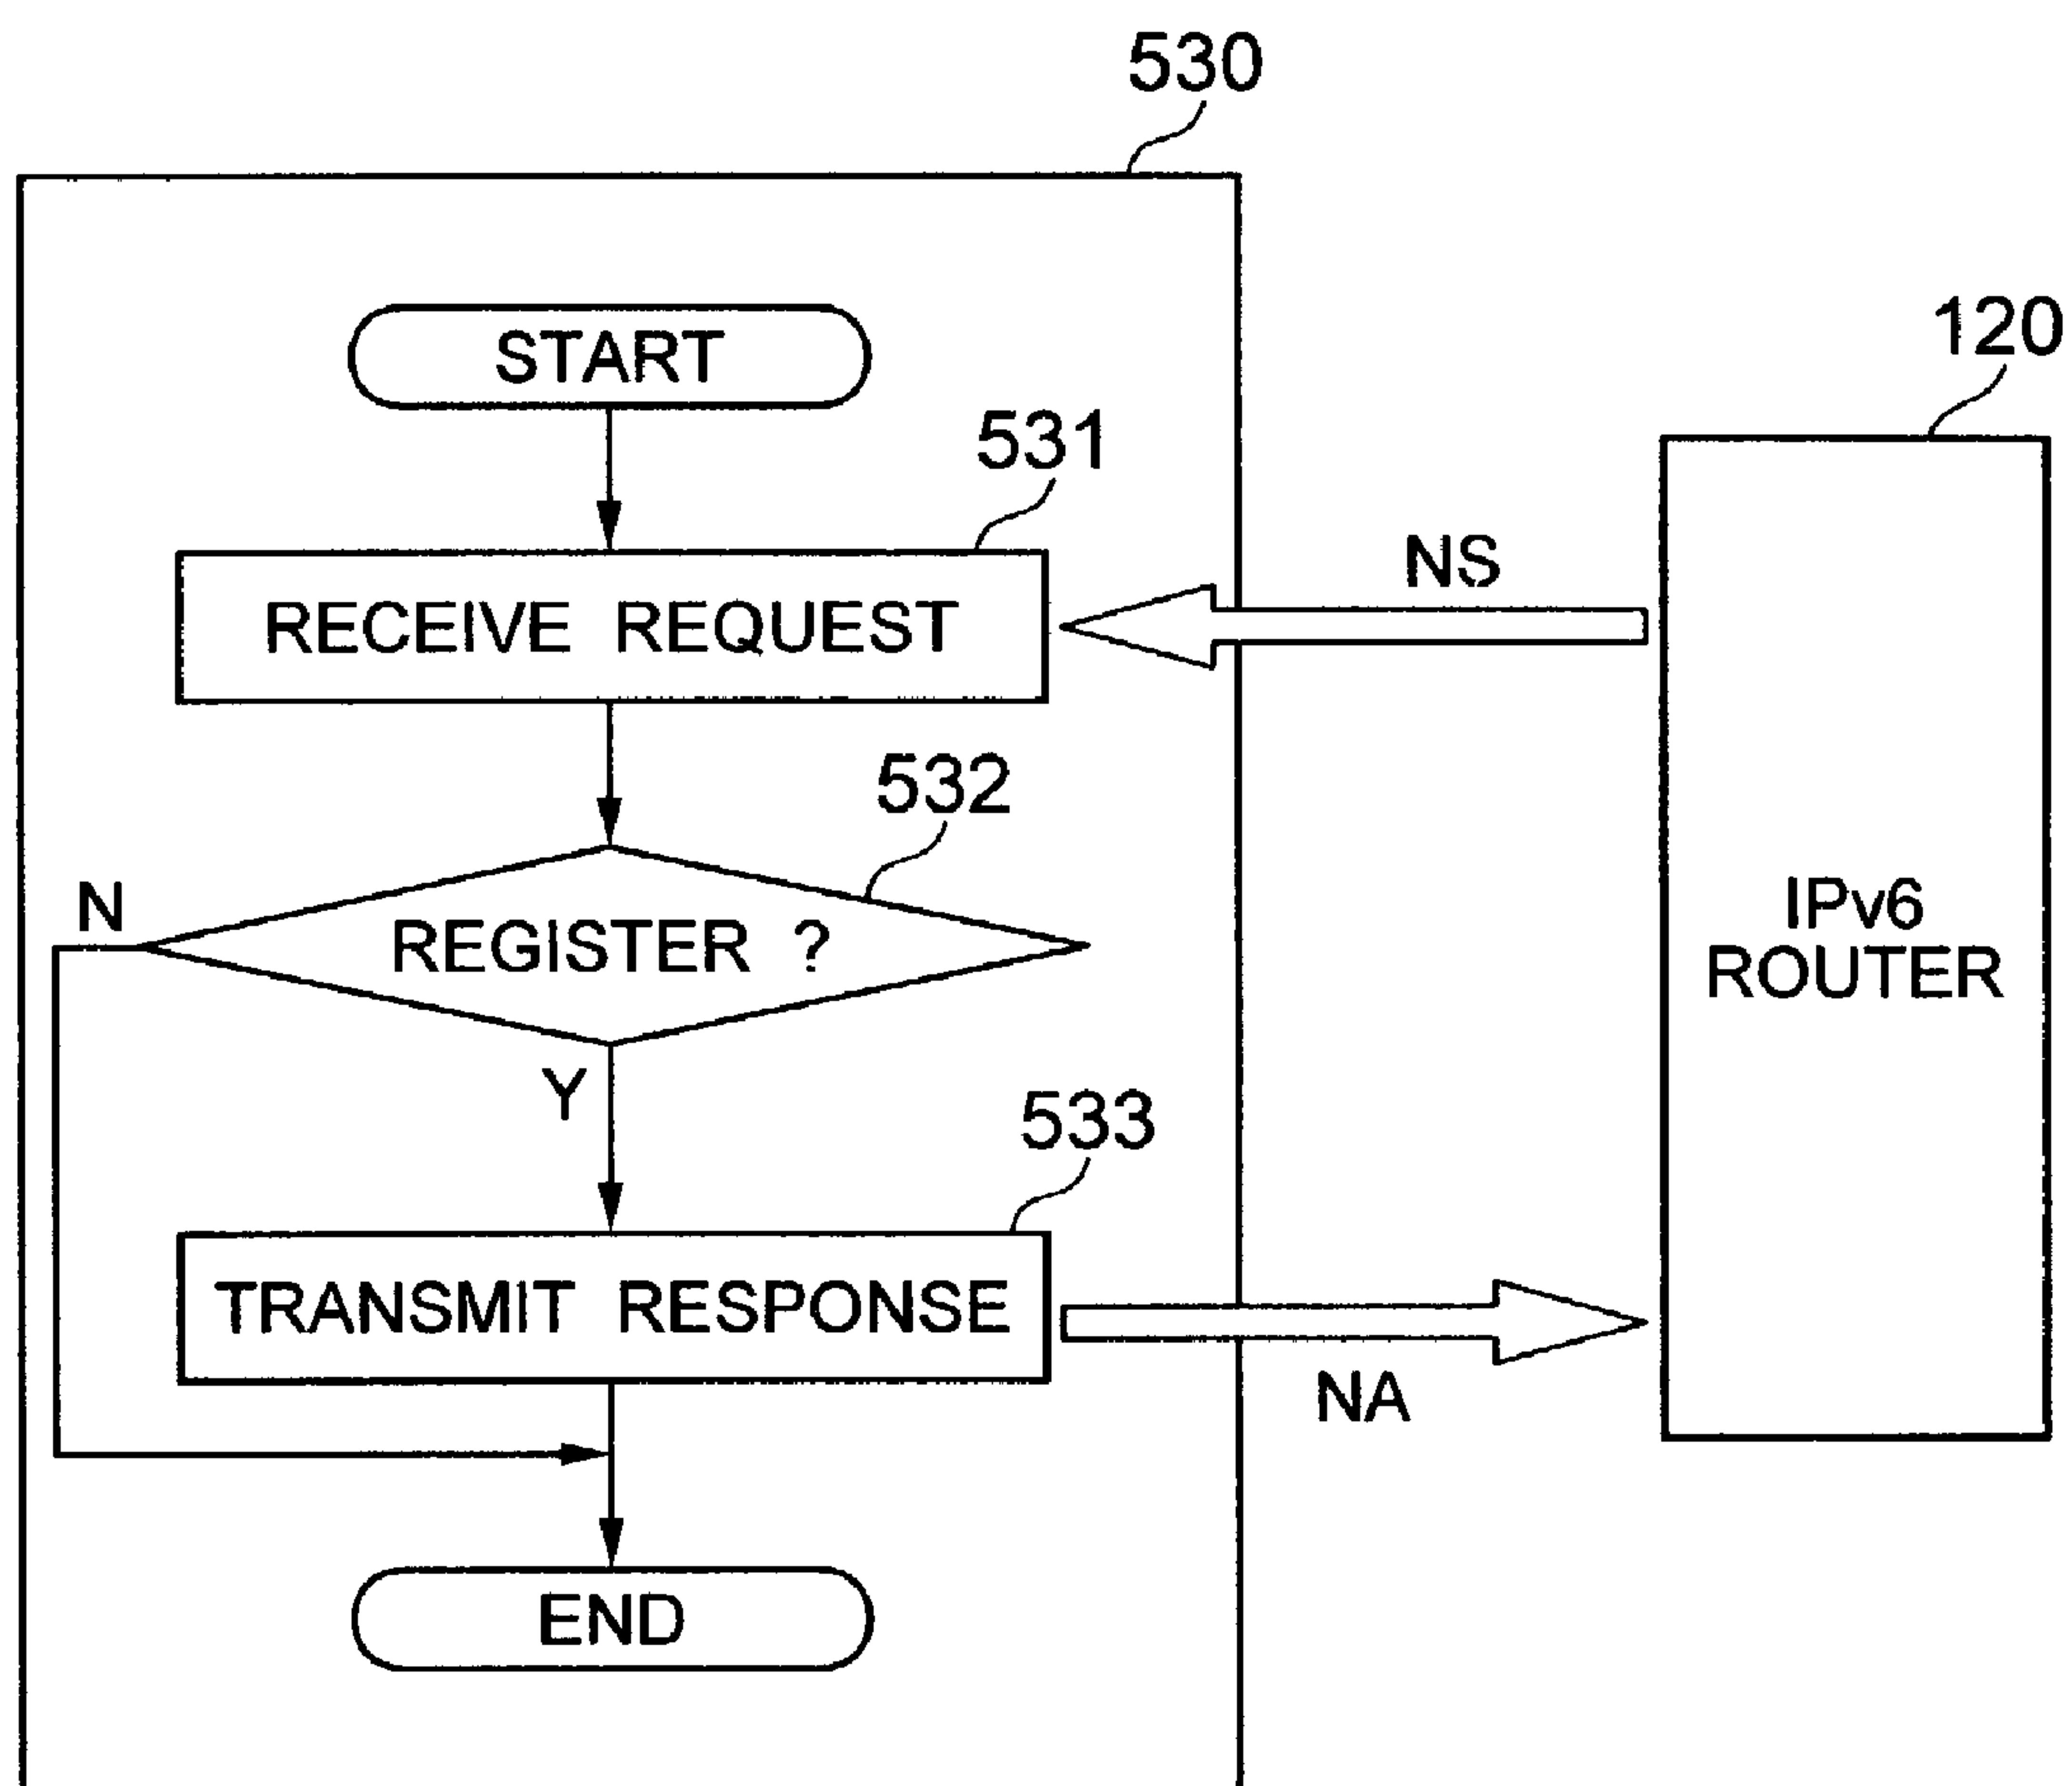 530
START
120
531
NS
RECEIVE REQUEST
532
N
REGISTER ?
IPv6
ROUTER
Y
533
TRANSMIT RESPONSE
NA
END